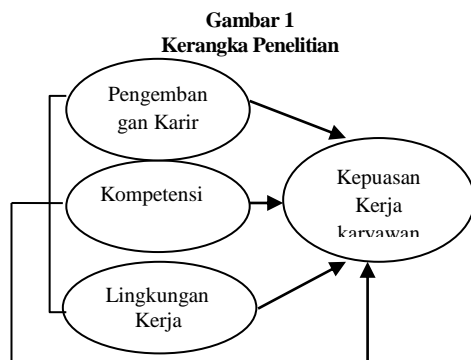 Gambar 1
Kerangka Penelitian
Pengemban
gan Karir
Kompetensi
Lingkungan
Kerja
Kepuasan
Kerja
karyawan